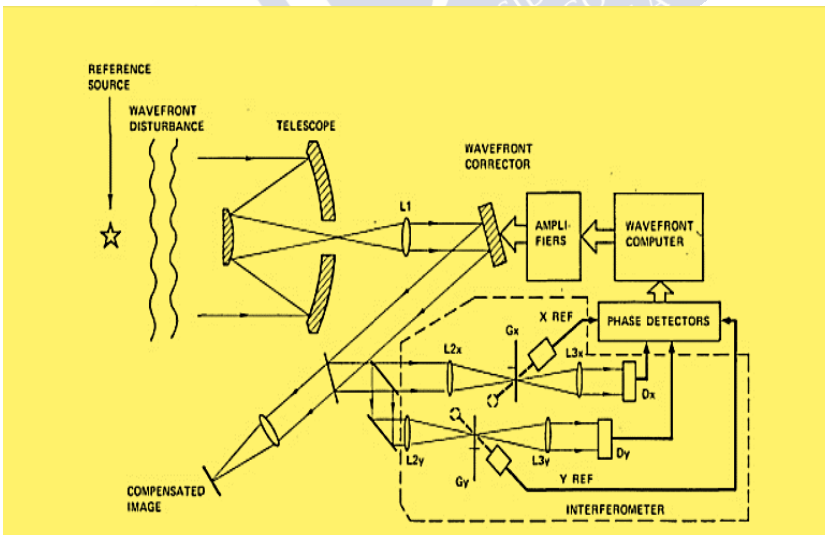 REFERENCE
SOURCE
WAVEFRONT
DISTURBANCE
TELESCOPE
WAVEFRONT
CORRECTOR
L1
AMPLI-
FIERS
WAVEFRONT
COMPUTER
X REF
PHASE DETECTORS
Gx
L2x
L3x
Dx
L2y
L3y
Dy
Gy
Y REF
COMPENSATED
IMAGE
INTERFEROMETER